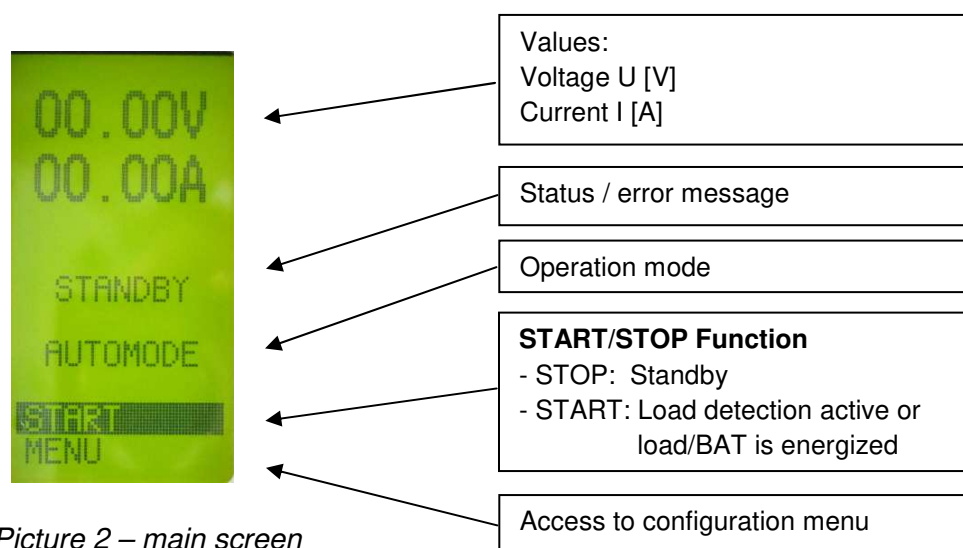 00.00V
00.00A
STANDBY
AUTOMODE
START
MENU
Values:
Voltage U [V]
Current I [A]
Status / error message
Operation mode
START/STOP Function
- STOP: Standby
- START: Load detection active or
load/BAT is energized
Access to configuration menu
Picture 2 – main screen